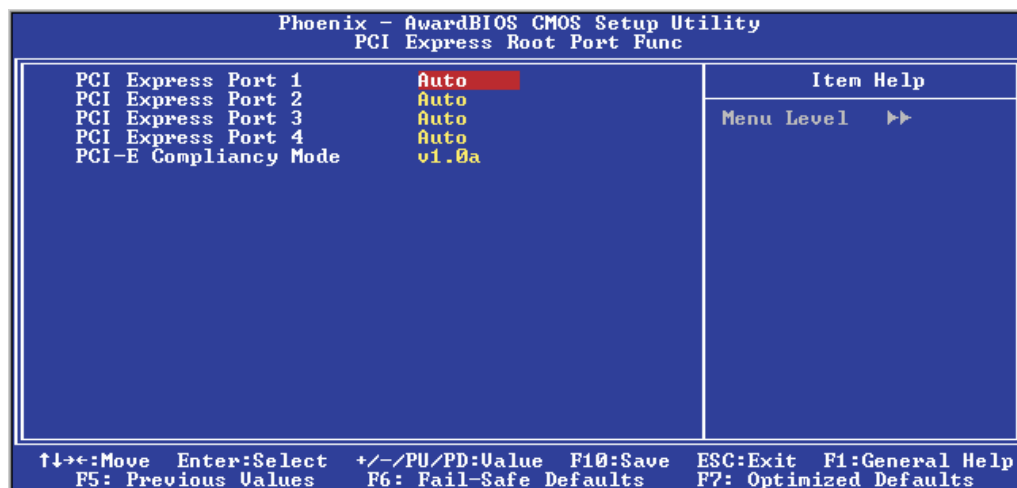 Phoenix - AwardBIOS CMOS Setup Utility
PCI Express Root Port Func
PCI Express Port 1 Auto
PCI Express Port 2 Auto
PCI Express Port 3 Auto
PCI Express Port 4 Auto
PCI-E Compliancy Mode v1.0a
Item Help
Menu Level ▸▸
↑↓→←:Move Enter:Select +/-/PU/PD:Value F10:Save ESC:Exit F1:General Help
F5: Previous Values F6: Fail-Safe Defaults F7: Optimized Defaults